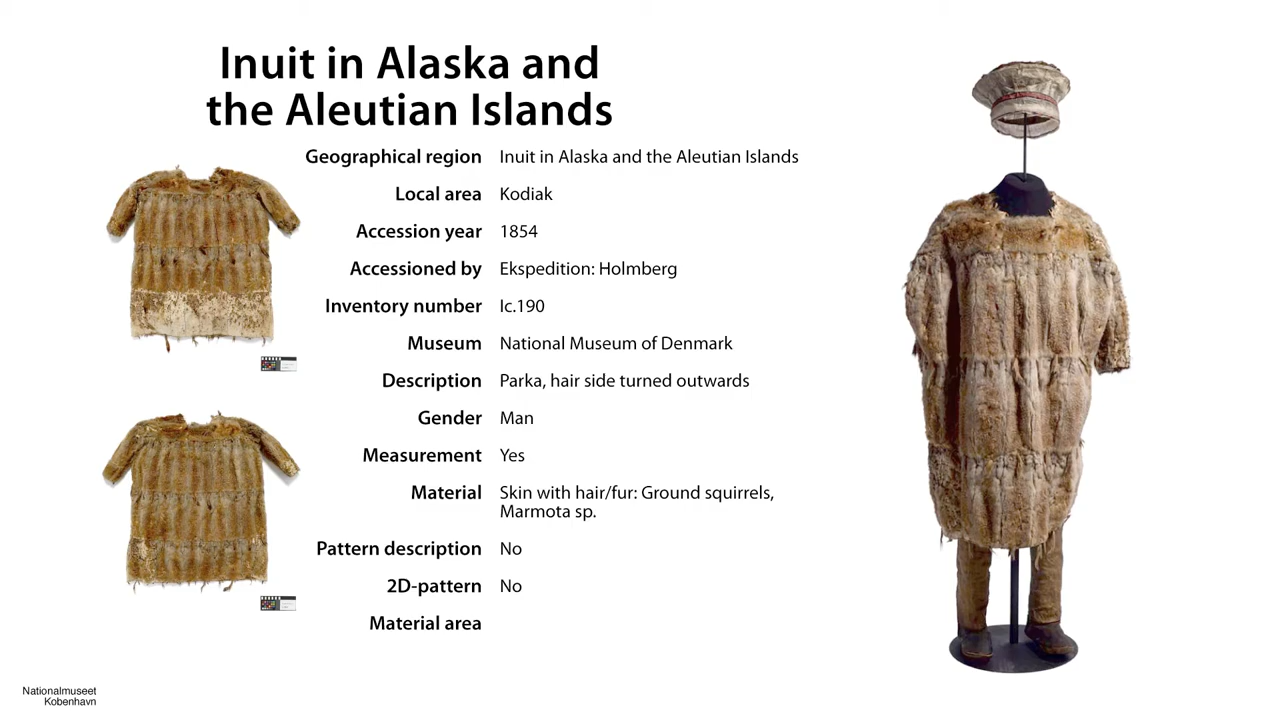 Inuit in Alaska and
the Aleutian Islands
Geographical region Inuit in Alaska and the Aleutian Islands
Local area Kodiak
Accession year 1854
Accessioned by Ekspedition: Holmberg
Inventory number Ic.190
Museum National Museum of Denmark
Description Parka, hair side turned outwards
Gender Man
Measurement Yes
Material Skin with hair/fur: Ground squirrels,
Marmota sp.
Pattern description No
2D-pattern No
Material area
Nationalmuseet
Kobenhavn